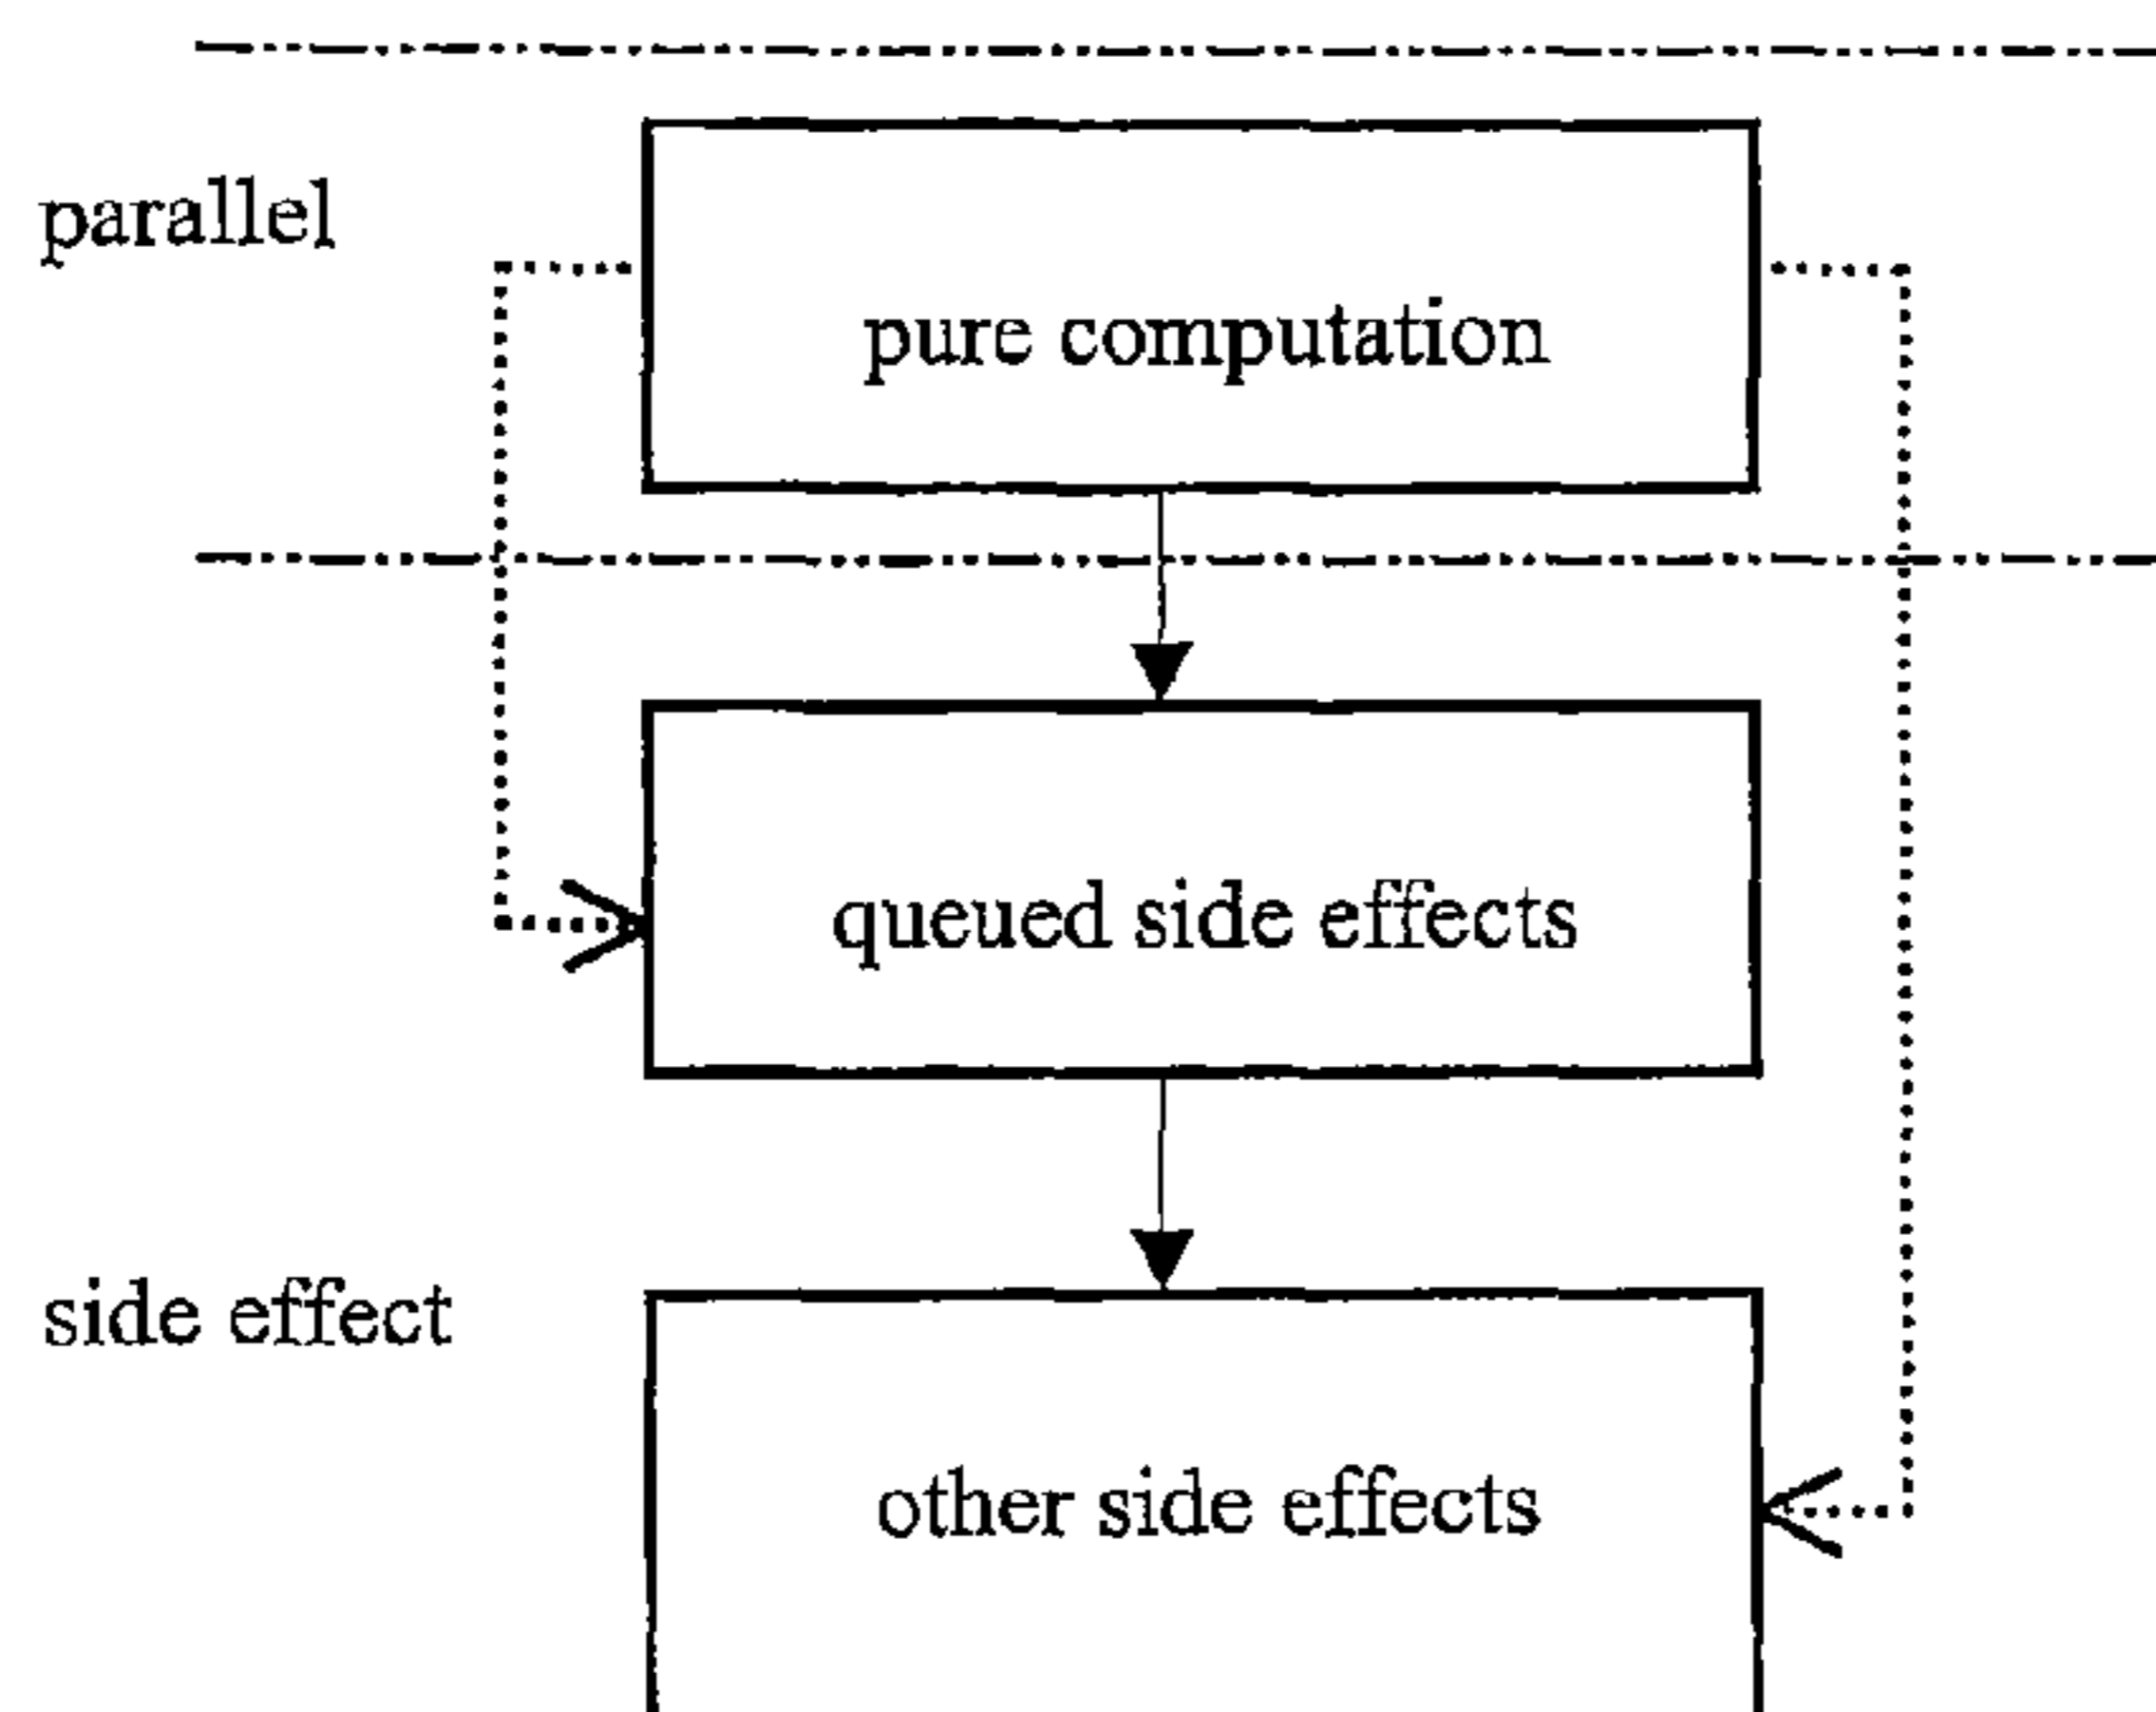 parallel
pure computation
queued side effects
side effect
other side effects